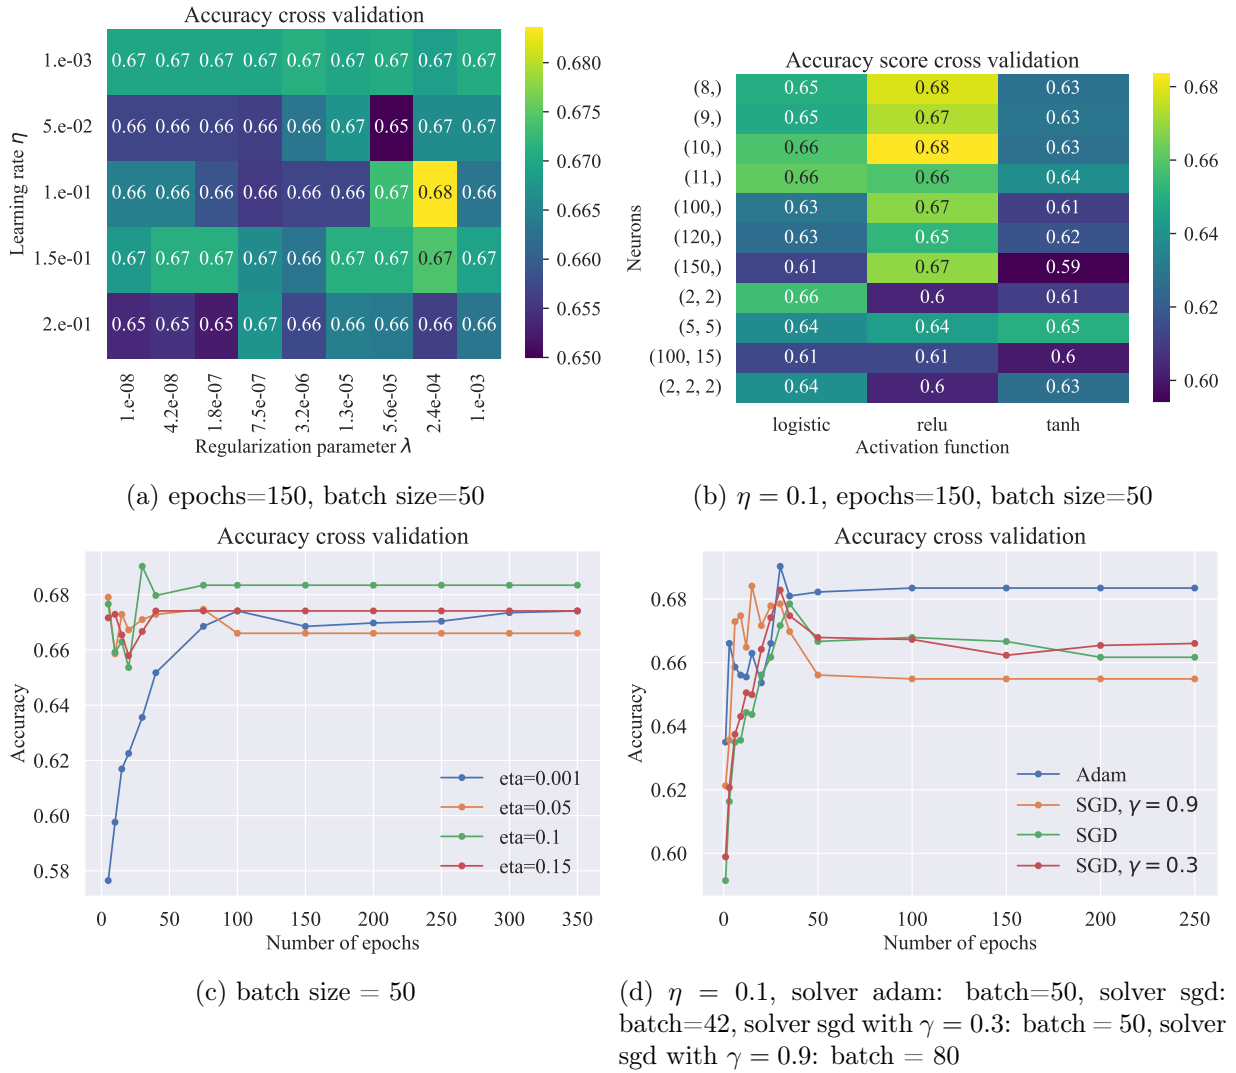 Accuracy cross validation
Learning rate η
1.e-03 0.67 0.67 0.67 0.67 0.67 0.67 0.67 0.67 0.67
5.e-02 0.66 0.66 0.66 0.66 0.66 0.67 0.65 0.67 0.67
1.e-01 0.66 0.66 0.66 0.66 0.66 0.66 0.67 0.68 0.66
1.5e-01 0.67 0.67 0.67 0.67 0.66 0.67 0.67 0.67 0.67
2.e-01 0.65 0.65 0.65 0.67 0.66 0.66 0.66 0.66 0.66
1.e-08 4.2e-08 1.8e-07 7.5e-07 3.2e-06 1.3e-05 5.6e-05 2.4e-04 1.e-03
Regularization parameter λ
0.680
0.675
0.670
0.665
0.660
0.655
0.650
(a) epochs=150, batch size=50
Accuracy score cross validation
Neurons
(8,) 0.65 0.68 0.63
(9,) 0.65 0.67 0.63
(10,) 0.66 0.68 0.63
(11,) 0.66 0.66 0.64
(100,) 0.63 0.67 0.61
(120,) 0.63 0.65 0.62
(150,) 0.61 0.67 0.59
(2, 2) 0.66 0.6 0.61
(5, 5) 0.64 0.64 0.65
(100, 15) 0.61 0.61 0.6
(2, 2, 2) 0.64 0.6 0.63
logistic relu tanh
Activation function
0.68
0.66
0.64
0.62
0.60
(b) η = 0.1, epochs=150, batch size=50
Accuracy cross validation
Accuracy
0.68
0.66
0.64
0.62
0.60
0.58
eta=0.001
eta=0.05
eta=0.1
eta=0.15
0 50 100 150 200 250 300 350
Number of epochs
(c) batch size = 50
Accuracy cross validation
Accuracy
0.68
0.66
0.64
0.62
0.60
Adam
SGD, γ = 0.9
SGD
SGD, γ = 0.3
0 50 100 150 200 250
Number of epochs
(d) η = 0.1, solver adam: batch=50, solver sgd:
batch=42, solver sgd with γ = 0.3: batch = 50, solver
sgd with γ = 0.9: batch = 80